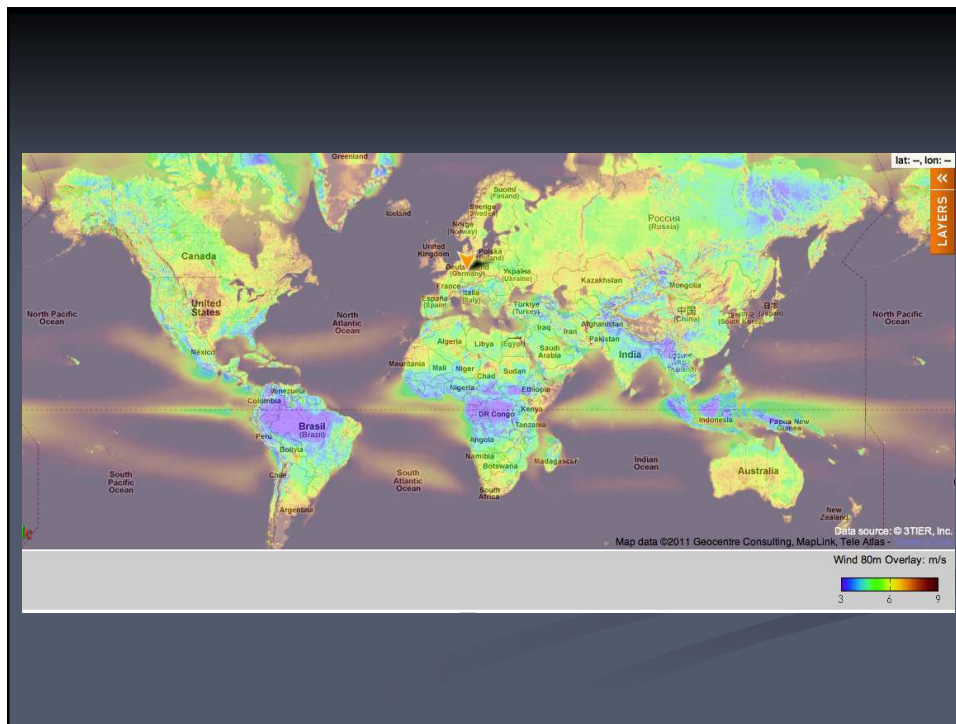 Greenland
lat: --, lon: --
LAYERS
Iceland
Suomi
(Finland)
Sverige
(Sweden)
Norge
(Norway)
Россия
(Russia)
Canada
United
Kingdom
Polska
(Poland)
Deutschland
(Germany)
Україна
(Ukraine)
France
Italia
(Italy)
España
(Spain)
Kazakhstan
Mongolia
United
States
North Pacific
Ocean
North
Atlantic
Ocean
Türkiye
(Turkey)
中国
(China)
日本
(Japan)
(South Korea)
North Pacific
Ocean
México
Algeria
Libya
(Egypt)
Iraq
Iran
Afghanistan
Pakistan
Saudi
Arabia
India
(Thailand)
Mauritania
Mali
Niger
Chad
Sudan
Nigeria
Ethiopia
Venezuela
Colombia
DR Congo
Kenya
Tanzania
Indonesia
Papua New
Guinea
Brasil
(Brazil)
Perú
Bolivia
Angola
Namibia
Botswana
Madagascar
South
Pacific
Ocean
Chile
South
Atlantic
Ocean
Indian
Ocean
Australia
Argentina
South
Africa
New
Zealand
le
Data source: © 3TIER, Inc.
Map data ©2011 Geocentre Consulting, MapLink, Tele Atlas -
Wind 80m Overlay: m/s
3 6 9